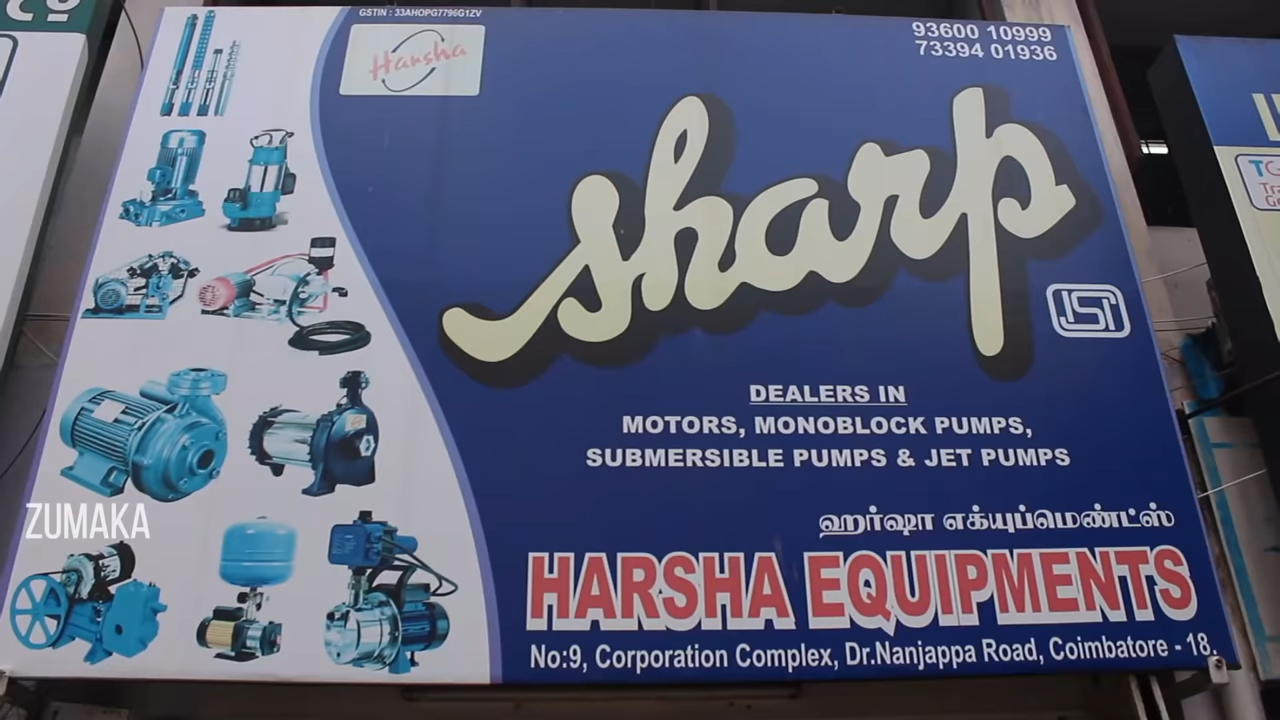 GSTIN : 33AHOPG7796G1ZV
Harsha
93600 10999
73394 01936
sharp
ISI
DEALERS IN
MOTORS, MONOBLOCK PUMPS,
SUBMERSIBLE PUMPS & JET PUMPS
ஹர்ஷா எக்யுப்மெண்ட்ஸ்
HARSHA EQUIPMENTS
No:9, Corporation Complex, Dr.Nanjappa Road, Coimbatore - 18.
ZUMAKA